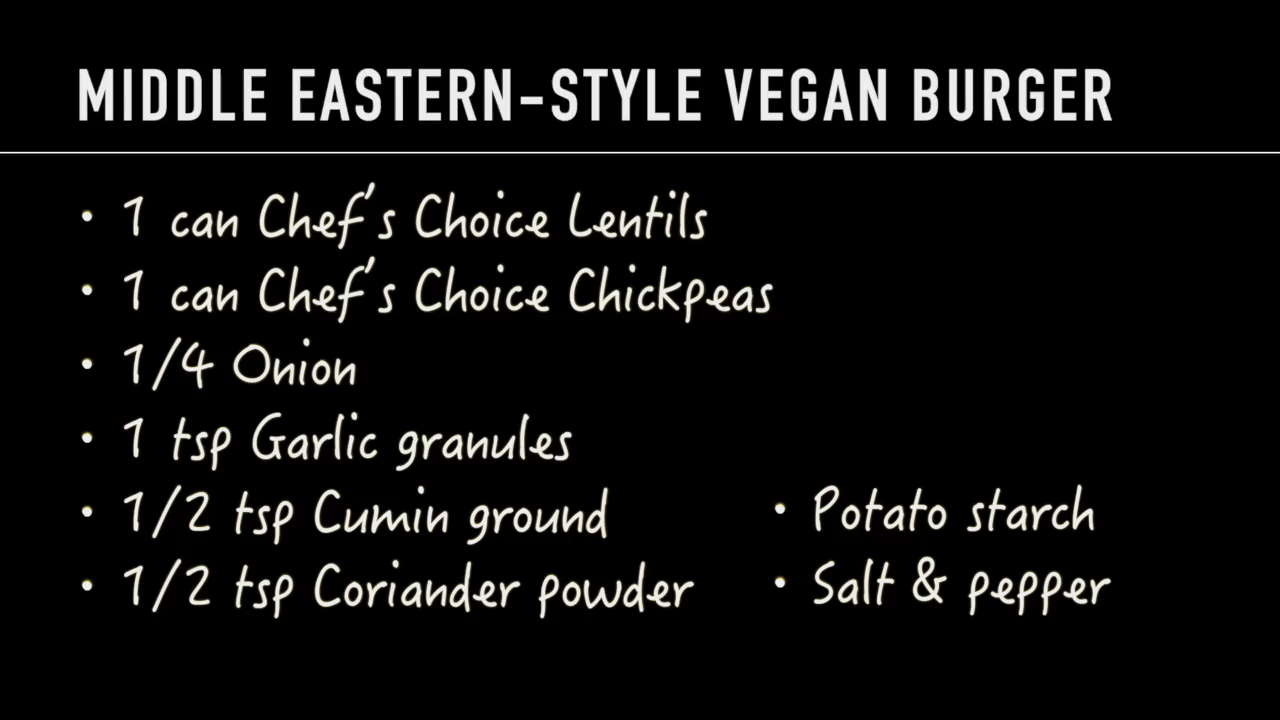 MIDDLE EASTERN-STYLE VEGAN BURGER
• 1 can Chef's Choice Lentils
• 1 can Chef's Choice Chickpeas
• 1/4 Onion
• 1 tsp Garlic granules
• 1/2 tsp Cumin ground
• 1/2 tsp Coriander powder
• Potato starch
• Salt & pepper